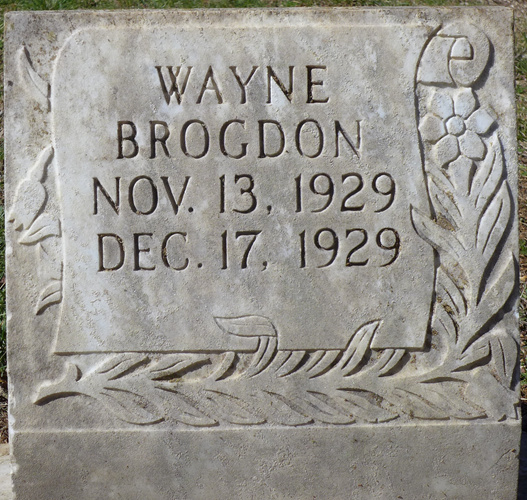 WAYNE
BROGDON
NOV. 13, 1929
DEC. 17, 1929